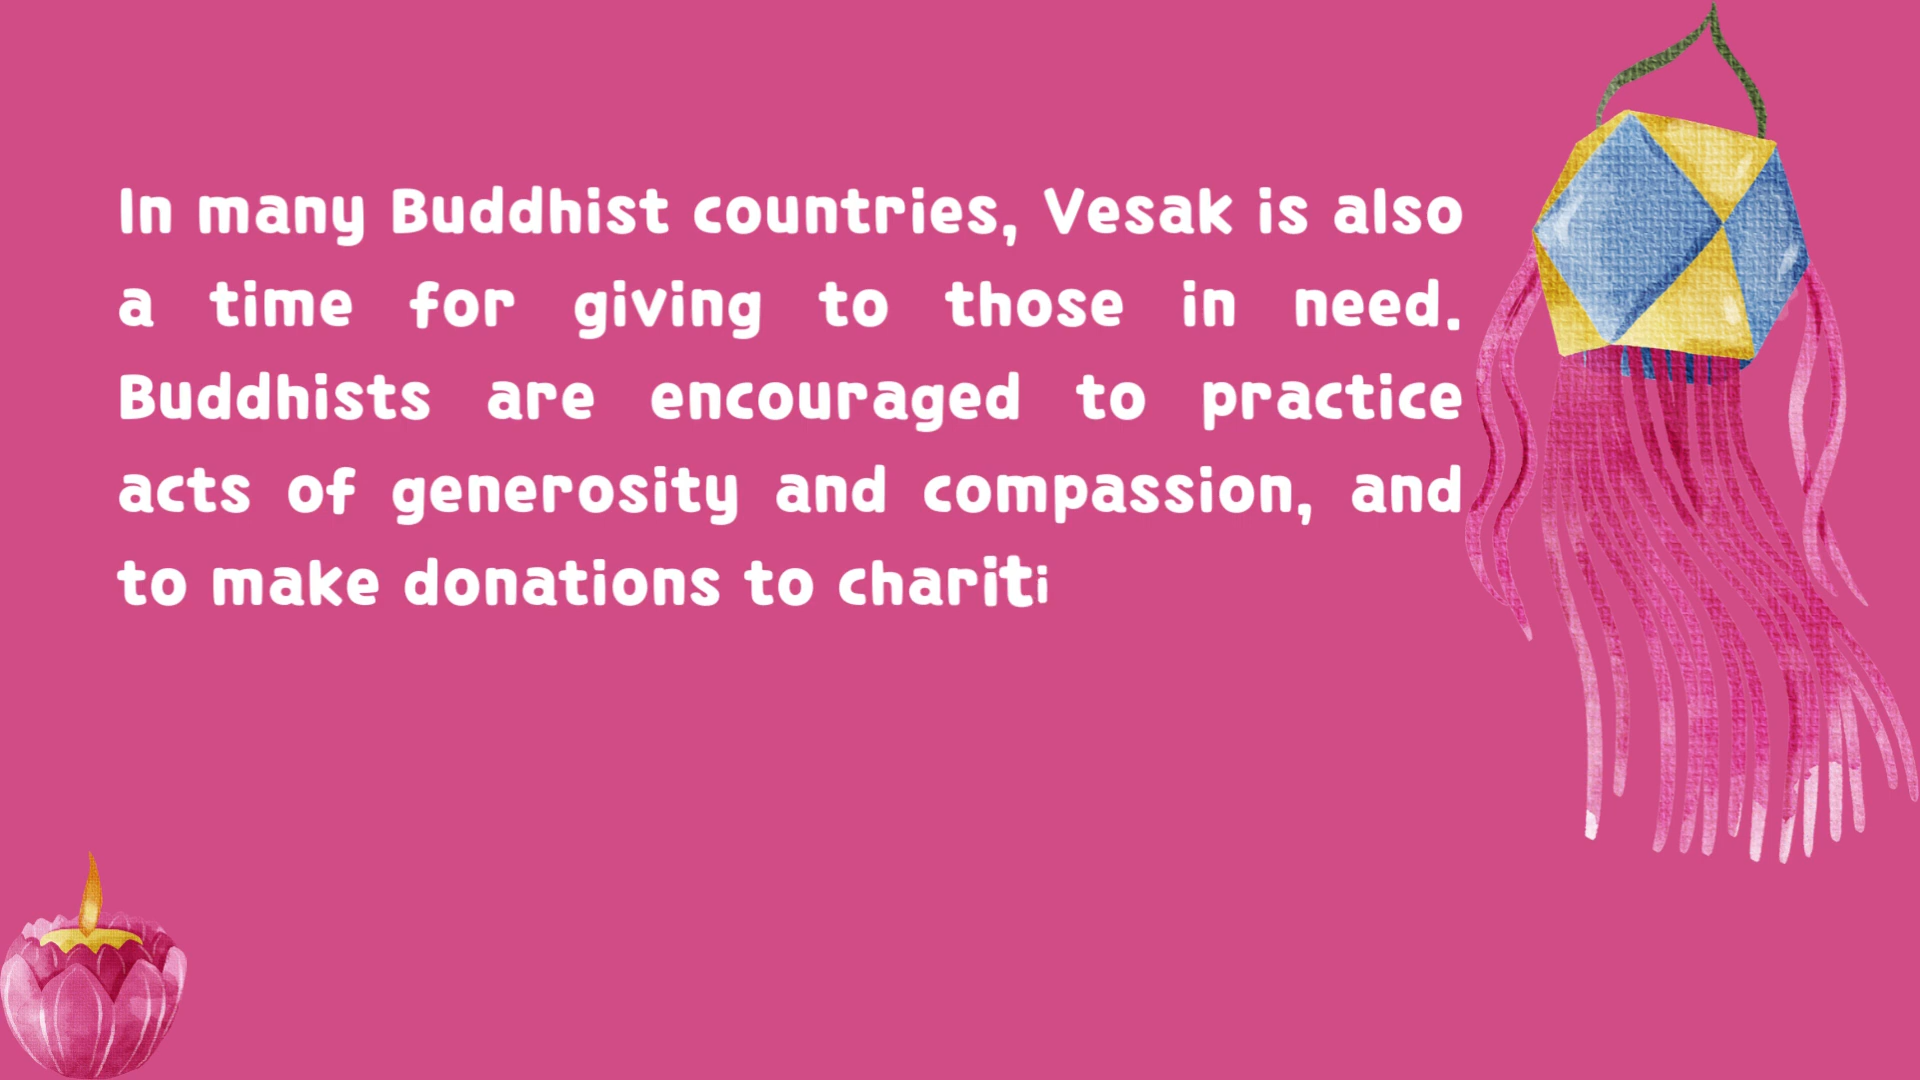 In many Buddhist countries, Vesak is also
a time for giving to those in need.
Buddhists are encouraged to practice
acts of generosity and compassion, and
to make donations to chariti